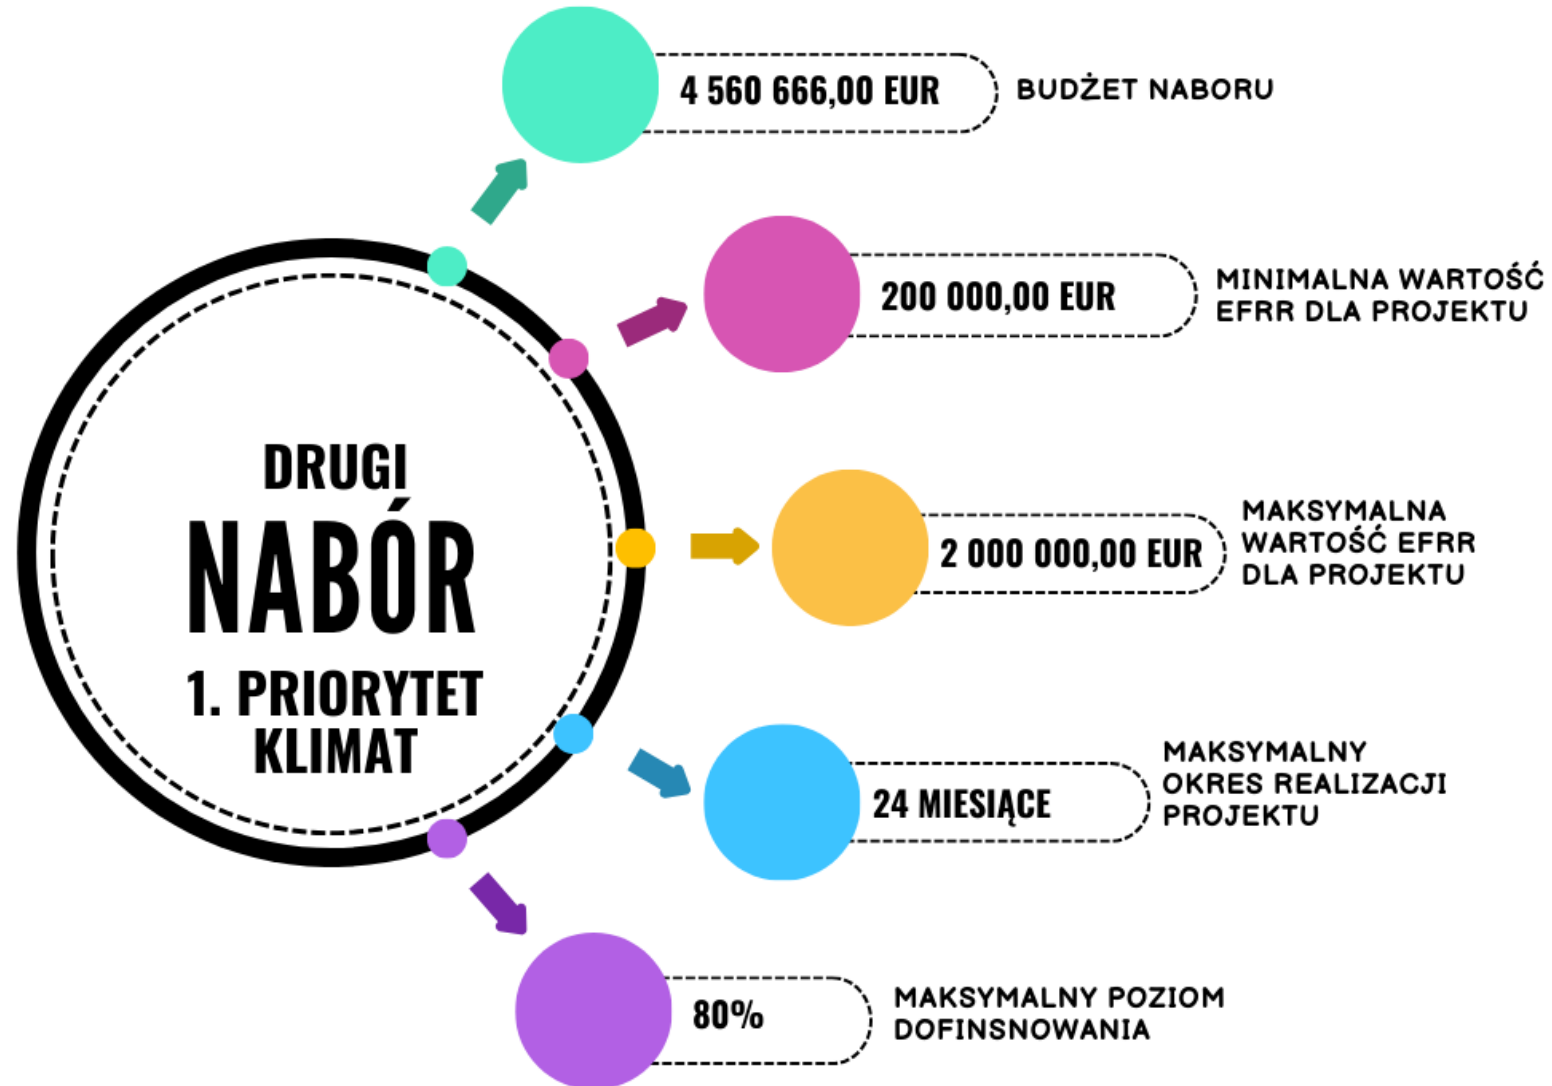 DRUGI
NABÓR
1. PRIORYTET
KLIMAT
4 560 666,00 EUR
BUDŻET NABORU
200 000,00 EUR
MINIMALNA WARTOŚĆ
EFRR DLA PROJEKTU
2 000 000,00 EUR
MAKSYMALNA
WARTOŚĆ EFRR
DLA PROJEKTU
24 MIESIĄCE
MAKSYMALNY
OKRES REALIZACJI
PROJEKTU
80%
MAKSYMALNY POZIOM
DOFINSNOWANIA